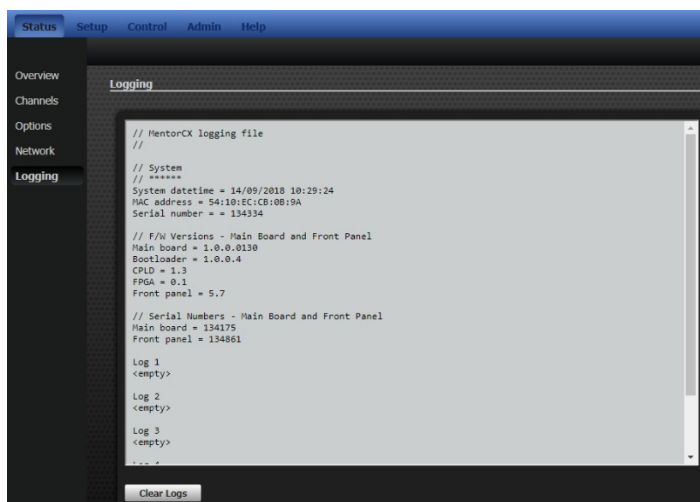 Status Setup Control Admin Help
Overview
Channels
Options
Network
Logging
Logging
// MentorCX logging file
//
// System
// ******
System datetime = 14/09/2018 10:29:24
MAC address = 54:10:EC:CB:0B:9A
Serial number = = 134334
// F/W Versions - Main Board and Front Panel
Main board = 1.0.0.0130
Bootloader = 1.0.0.4
CPLD = 1.3
FPGA = 0.1
Front panel = 5.7
// Serial Numbers - Main Board and Front Panel
Main board = 134175
Front panel = 134861
Log 1
<empty>
Log 2
<empty>
Log 3
<empty>
Clear Logs